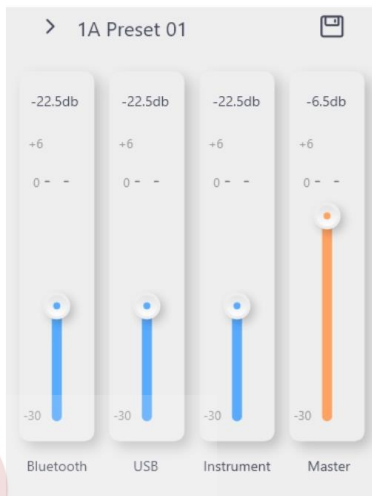 1A Preset 01
-22.5db -22.5db -22.5db -6.5db
+6 +6 +6 +6
0 - - 0 - - 0 - - 0 - -
-30 -30 -30 -30
Bluetooth USB Instrument Master